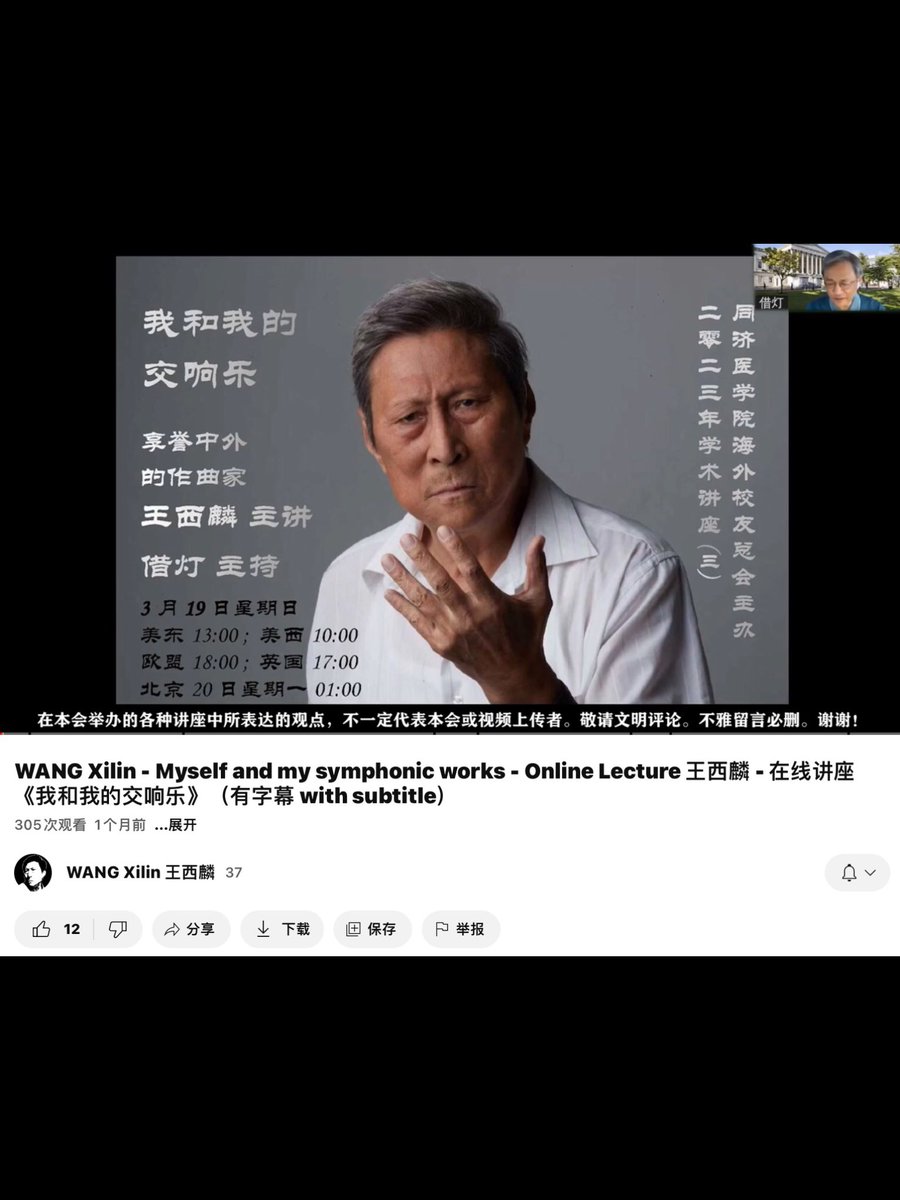 我和我的
交响乐
享誉中外
的作曲家
王西麟 主讲
借灯 主持
3 月 19 日星期日
美东 13:00 ; 美西 10:00
欧盟 18:00 ; 英国 17:00
北京 20 日星期一 01:00
同济医学院海外校友总会主办
二零二三年学术讲座(三)
借灯
在本会举办的各种讲座中所表达的观点，不一定代表本会或视频上传者。敬请文明评论。不雅留言必删。谢谢！
WANG Xilin - Myself and my symphonic works - Online Lecture 王西麟 - 在线讲座
《我和我的交响乐》（有字幕 with subtitle）
305次观看 1个月前 ...展开
WANG Xilin 王西麟 37
12 分享 下载 保存 举报